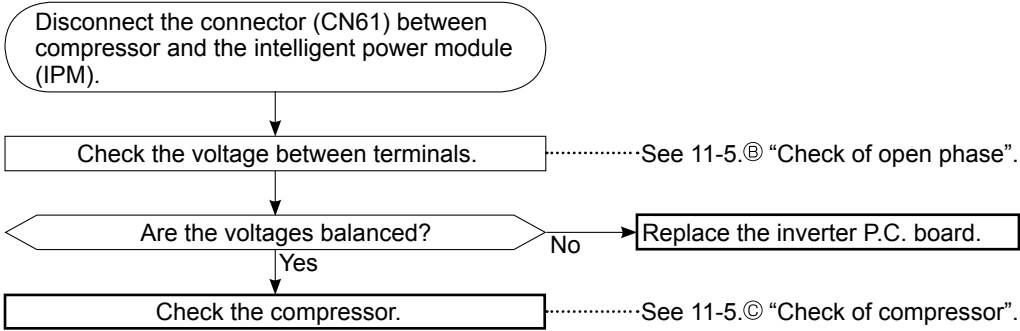 Disconnect the connector (CN61) between
compressor and the intelligent power module
(IPM).
Check the voltage between terminals.
See 11-5.Ⓑ “Check of open phase”.
Are the voltages balanced?
No
Replace the inverter P.C. board.
Yes
Check the compressor.
See 11-5.Ⓒ “Check of compressor”.